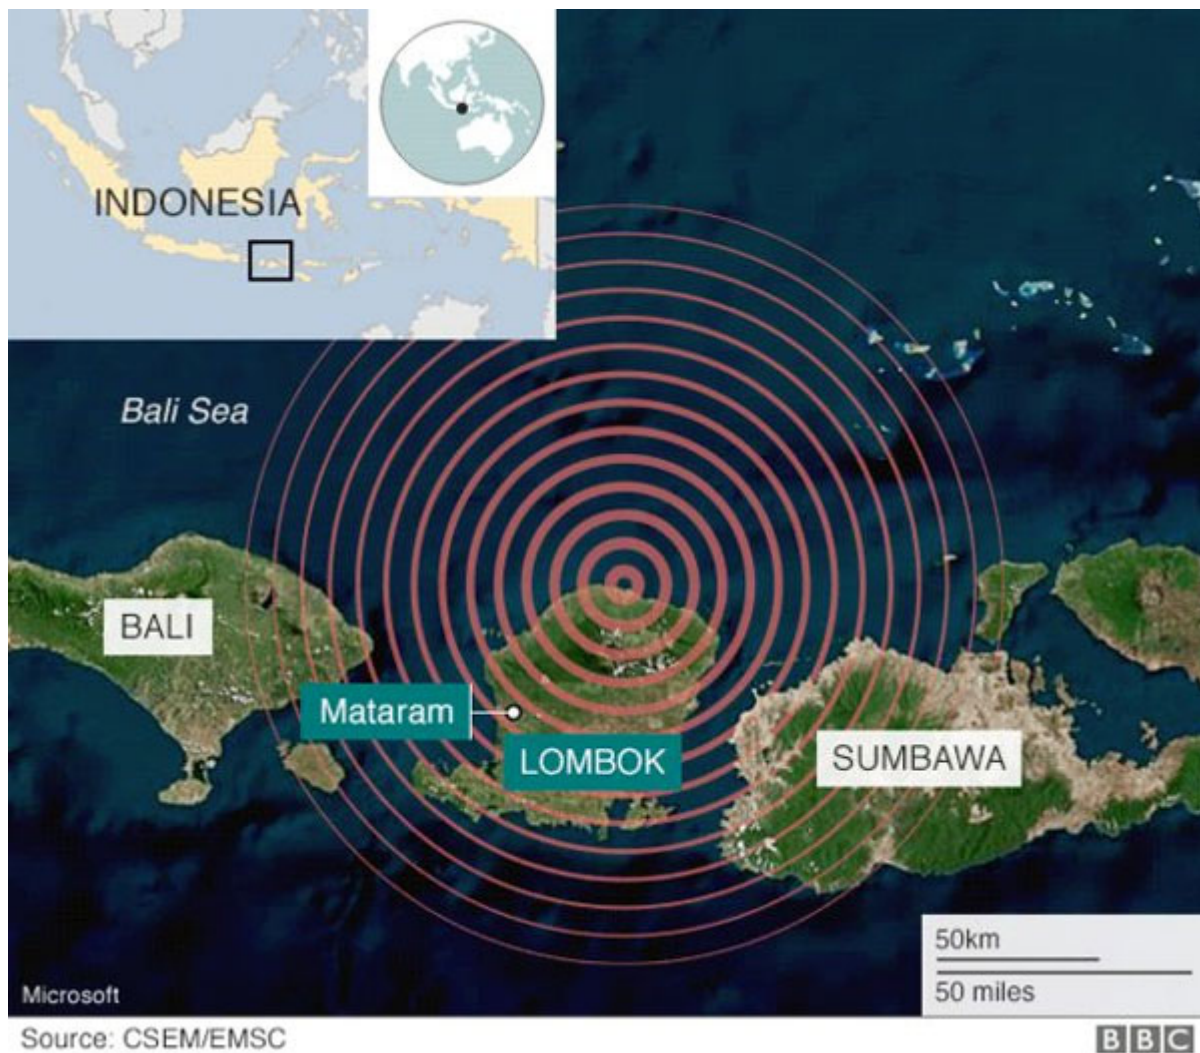 INDONESIA
Bali Sea
BALI
Mataram
LOMBOK
SUMBAWA
50km
50 miles
Microsoft
Source: CSEM/EMSC
BBC